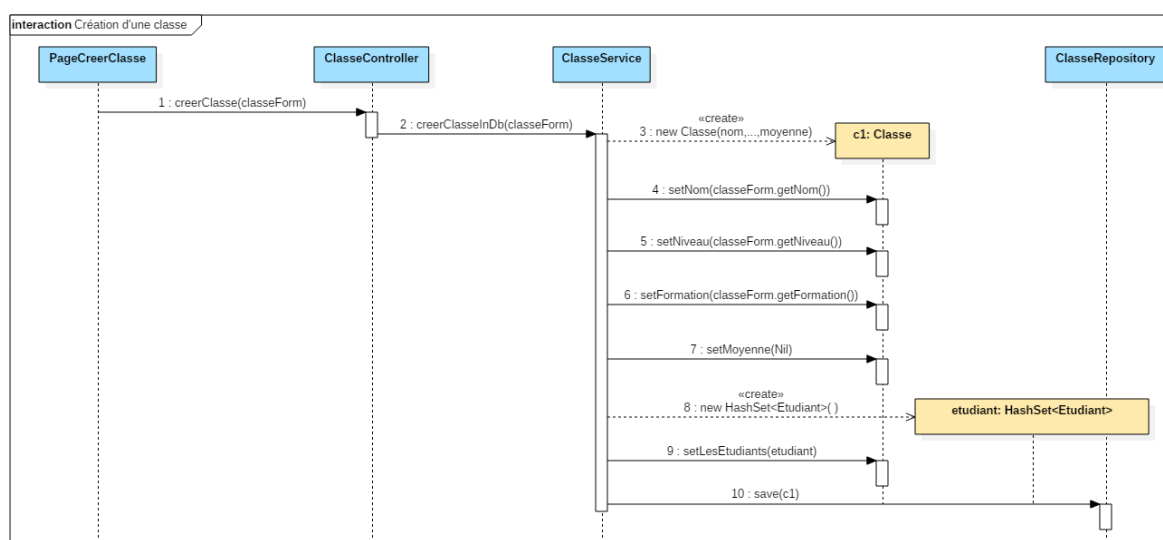 interaction Création d'une classe
PageCreerClasse
ClasseController
ClasseService
ClasseRepository
1 : creerClasse(classeForm)
2 : creerClasseInDb(classeForm)
«create»
3 : new Classe(nom,...,moyenne)
c1: Classe
4 : setNom(classeForm.getNom())
5 : setNiveau(classeForm.getNiveau())
6 : setFormation(classeForm.getFormation())
7 : setMoyenne(Nil)
«create»
8 : new HashSet<Etudiant>( )
etudiant: HashSet<Etudiant>
9 : setLesEtudiants(etudiant)
10 : save(c1)